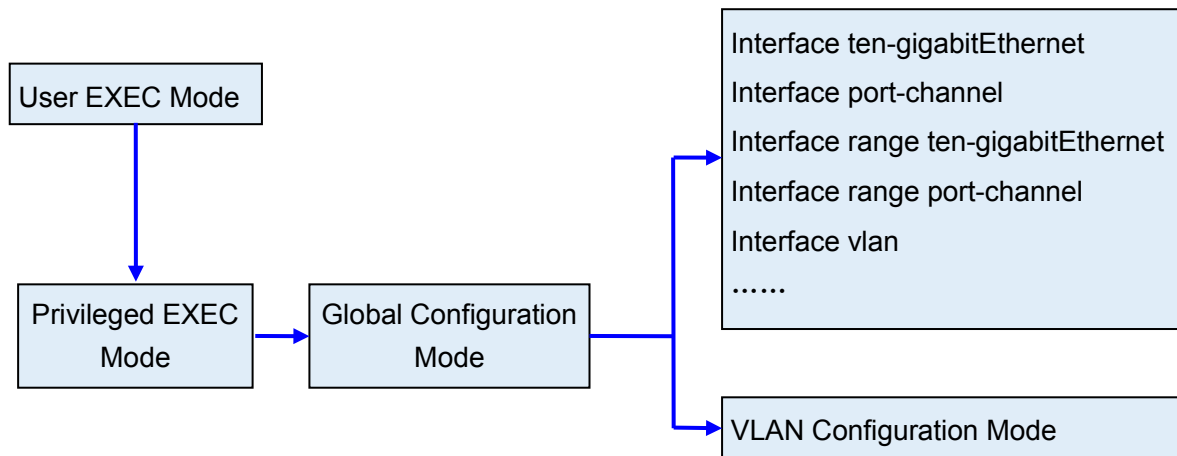 User EXEC Mode
Privileged EXEC
Mode
Global Configuration
Mode
Interface ten-gigabitEthernet
Interface port-channel
Interface range ten-gigabitEthernet
Interface range port-channel
Interface vlan
……
VLAN Configuration Mode